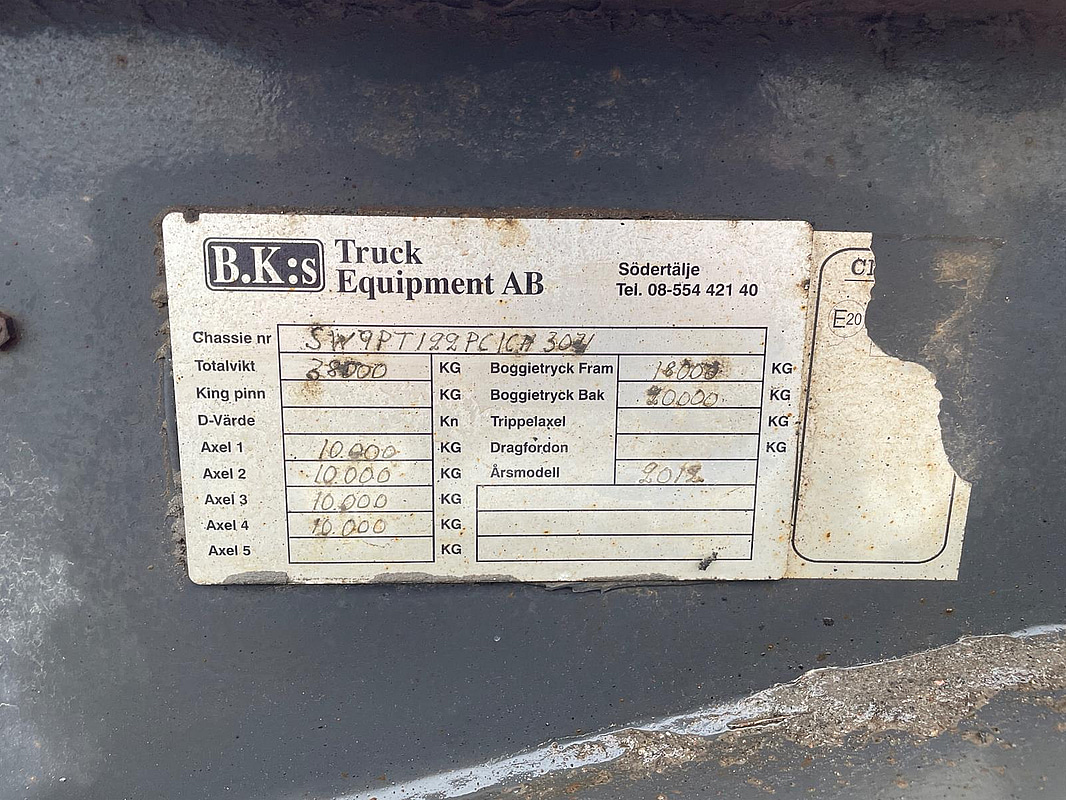 B.K:s Truck
Equipment AB
Södertälje
Tel. 08-554 421 40
Chassie nr
Totalvikt 38000 KG Boggietryck Fram 18000 KG
King pinn KG Boggietryck Bak 20.000 KG
D-Värde Kn Trippelaxel KG
Axel 1 10.000 KG Dragfordon KG
Axel 2 10.000 KG Årsmodell 2012
Axel 3 10.000 KG
Axel 4 10.000 KG
Axel 5 KG
E20